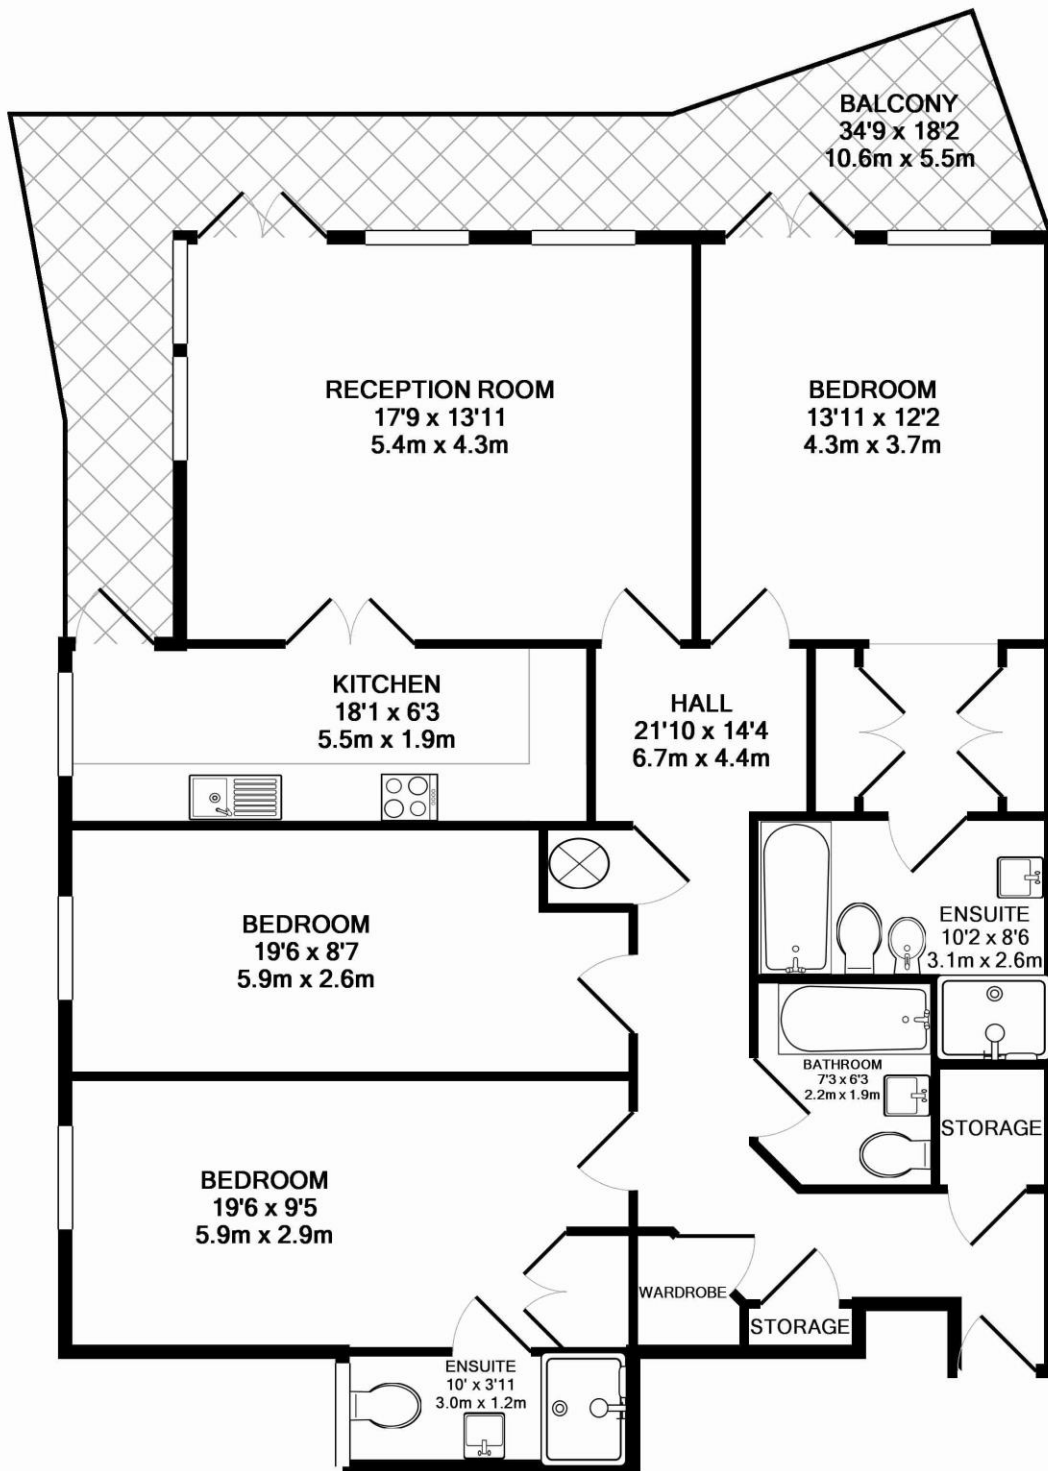 BALCONY
34'9 x 18'2
10.6m x 5.5m
RECEPTION ROOM
17'9 x 13'11
5.4m x 4.3m
BEDROOM
13'11 x 12'2
4.3m x 3.7m
KITCHEN
18'1 x 6'3
5.5m x 1.9m
HALL
21'10 x 14'4
6.7m x 4.4m
BEDROOM
19'6 x 8'7
5.9m x 2.6m
ENSUITE
10'2 x 8'6
3.1m x 2.6m
BATHROOM
7'3 x 6'3
2.2m x 1.9m
STORAGE
BEDROOM
19'6 x 9'5
5.9m x 2.9m
WARDROBE
STORAGE
ENSUITE
10' x 3'11
3.0m x 1.2m